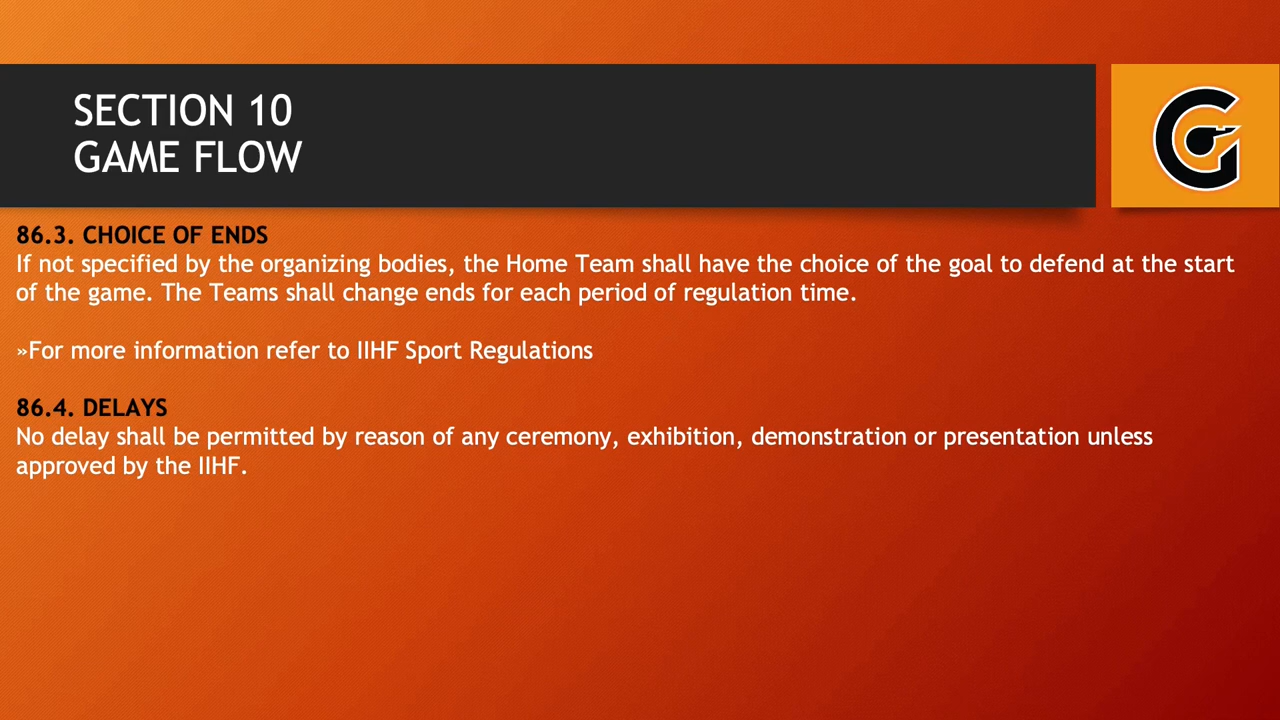 SECTION 10
GAME FLOW
86.3. CHOICE OF ENDS
If not specified by the organizing bodies, the Home Team shall have the choice of the goal to defend at the start
of the game. The Teams shall change ends for each period of regulation time.
»For more information refer to IIHF Sport Regulations
86.4. DELAYS
No delay shall be permitted by reason of any ceremony, exhibition, demonstration or presentation unless
approved by the IIHF.